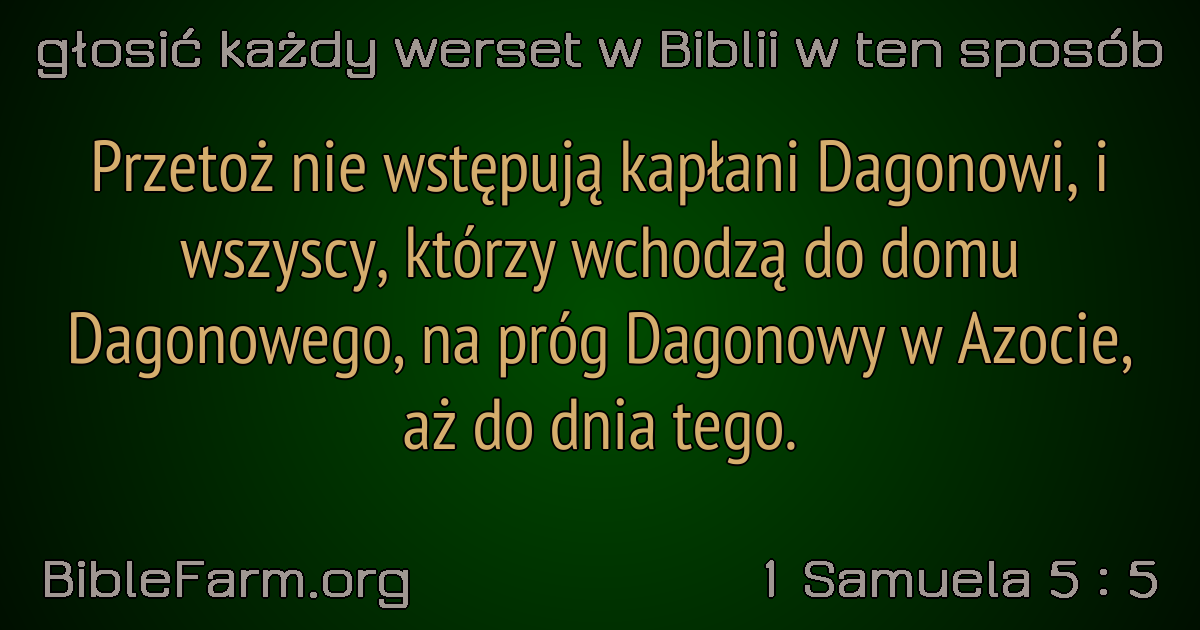 głosić każdy werset w Biblii w ten sposób
Przetoż nie wstępują kapłani Dagonowi, i
wszyscy, którzy wchodzą do domu
Dagonowego, na próg Dagonowy w Azocie,
aż do dnia tego.
BibleFarm.org
1 Samuela 5 : 5